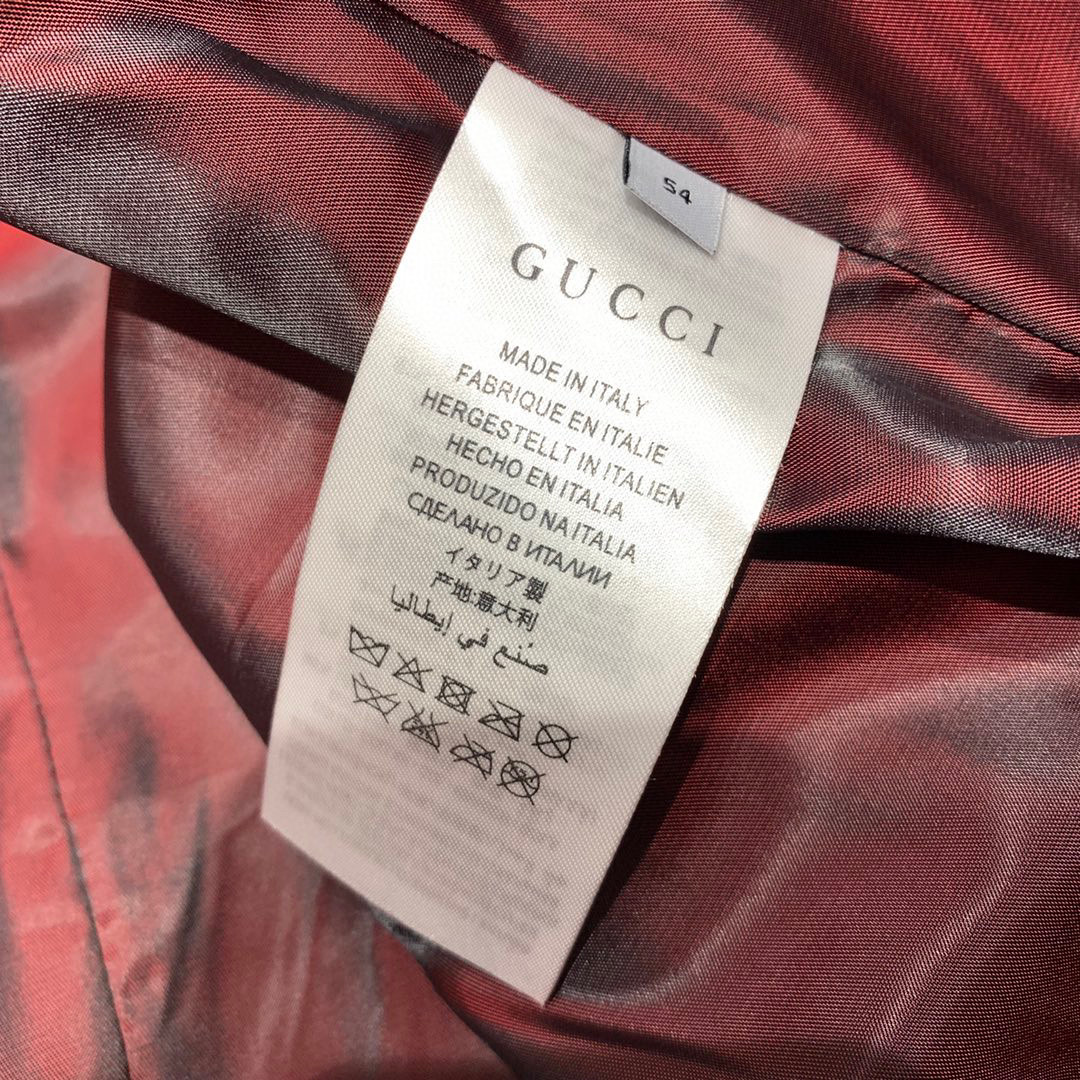 54
GUCCI
MADE IN ITALY
FABRIQUE EN ITALIE
HERGESTELLT IN ITALIEN
HECHO EN ITALIA
PRODUZIDO NA ITALIA
СДЕЛАНО В ИТАЛИИ
イタリア製
产地:意大利
صُنع في إيطاليا